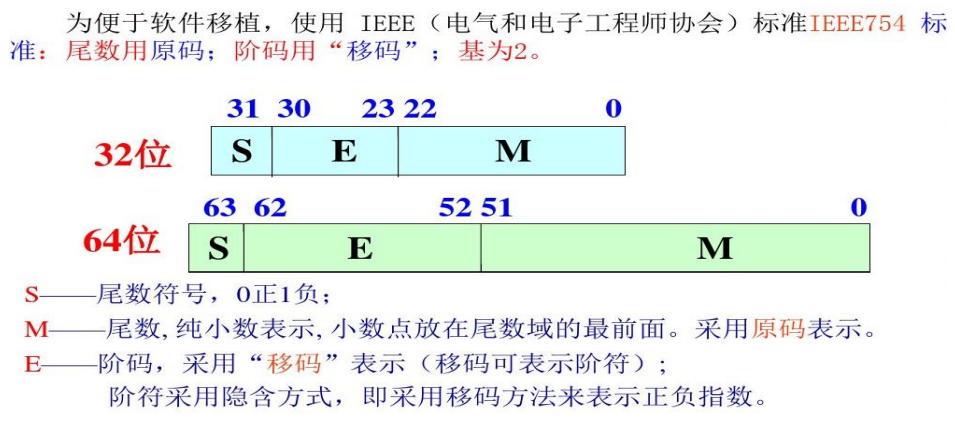 为便于软件移植，使用 IEEE（电气和电子工程师协会）标准IEEE754 标
准：尾数用原码；阶码用“移码”；基为2。
31 30 23 22 0
32位 S E M
63 62 52 51 0
64位 S E M
S——尾数符号，0正1负；
M——尾数,纯小数表示,小数点放在尾数域的最前面。采用原码表示。
E——阶码，采用“移码”表示（移码可表示阶符）;
阶符采用隐含方式，即采用移码方法来表示正负指数。